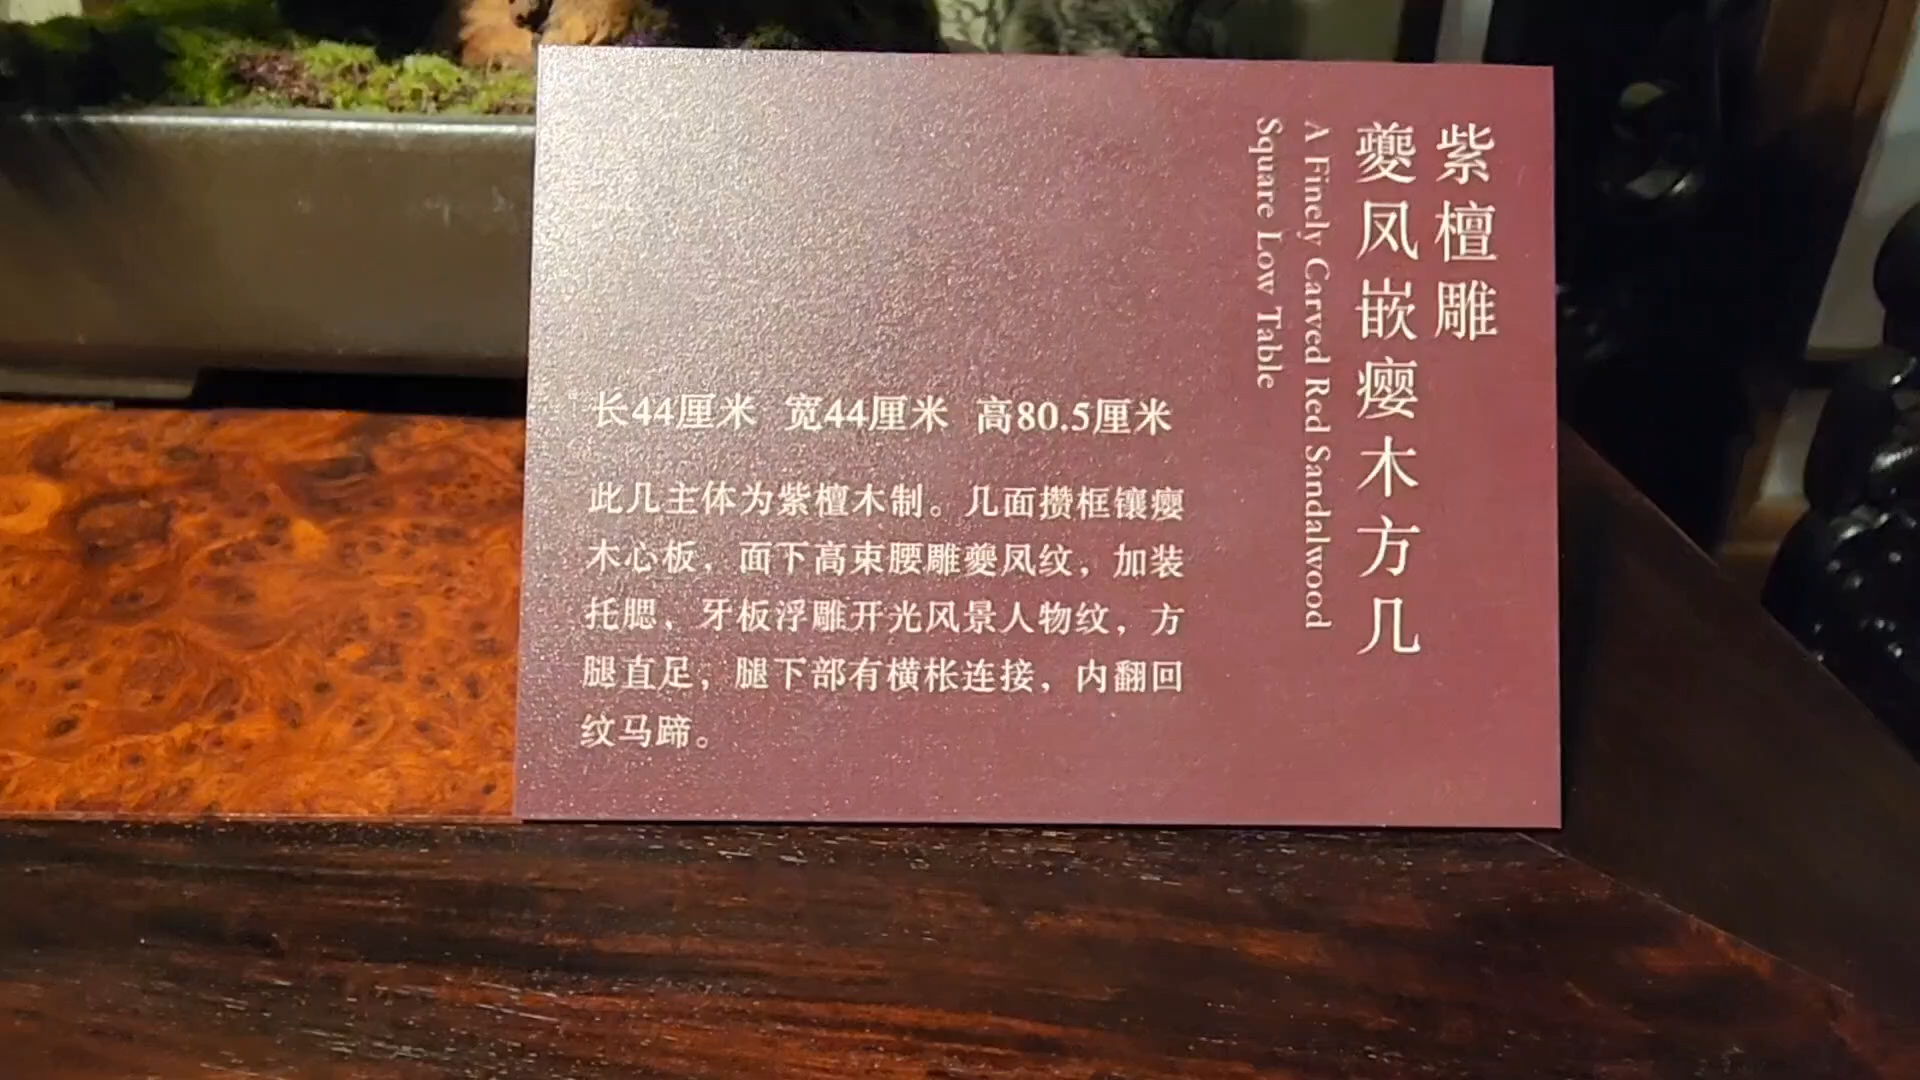 紫檀雕
夔凤嵌瘿木方几
A Finely Carved Red Sandalwood
Square Low Table
长44厘米 宽44厘米 高80.5厘米
此几主体为紫檀木制。几面攒框镶瘿
木心板，面下高束腰雕夔凤纹，加装
托腮，牙板浮雕开光风景人物纹，方
腿直足，腿下部有横枨连接，内翻回
纹马蹄。